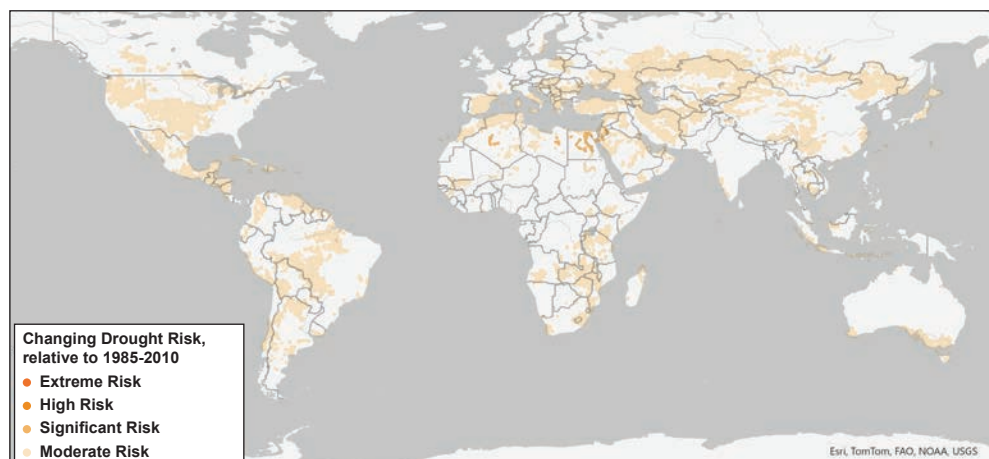 Changing Drought Risk,
relative to 1985-2010
Extreme Risk
High Risk
Significant Risk
Moderate Risk
Esri, TomTom, FAO, NOAA, USGS